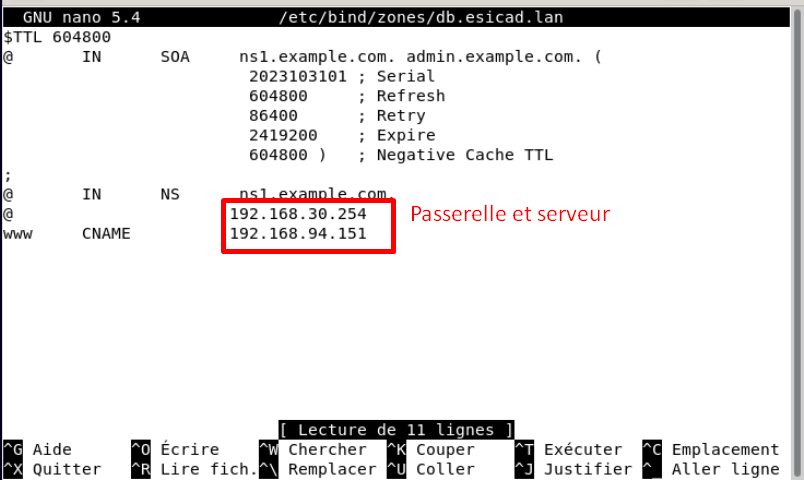 GNU nano 5.4 /etc/bind/zones/db.esicad.lan
$TTL 604800
@ IN SOA ns1.example.com. admin.example.com. (
2023103101 ; Serial
604800 ; Refresh
86400 ; Retry
2419200 ; Expire
604800 ) ; Negative Cache TTL
;
@ IN NS ns1.example.com.
@ 192.168.30.254 Passerelle et serveur
www CNAME 192.168.94.151
[ Lecture de 11 lignes ]
^G Aide ^O Écrire ^W Chercher ^K Couper ^T Exécuter ^C Emplacement
^X Quitter ^R Lire fich. ^\ Remplacer ^U Coller ^J Justifier ^_ Aller ligne